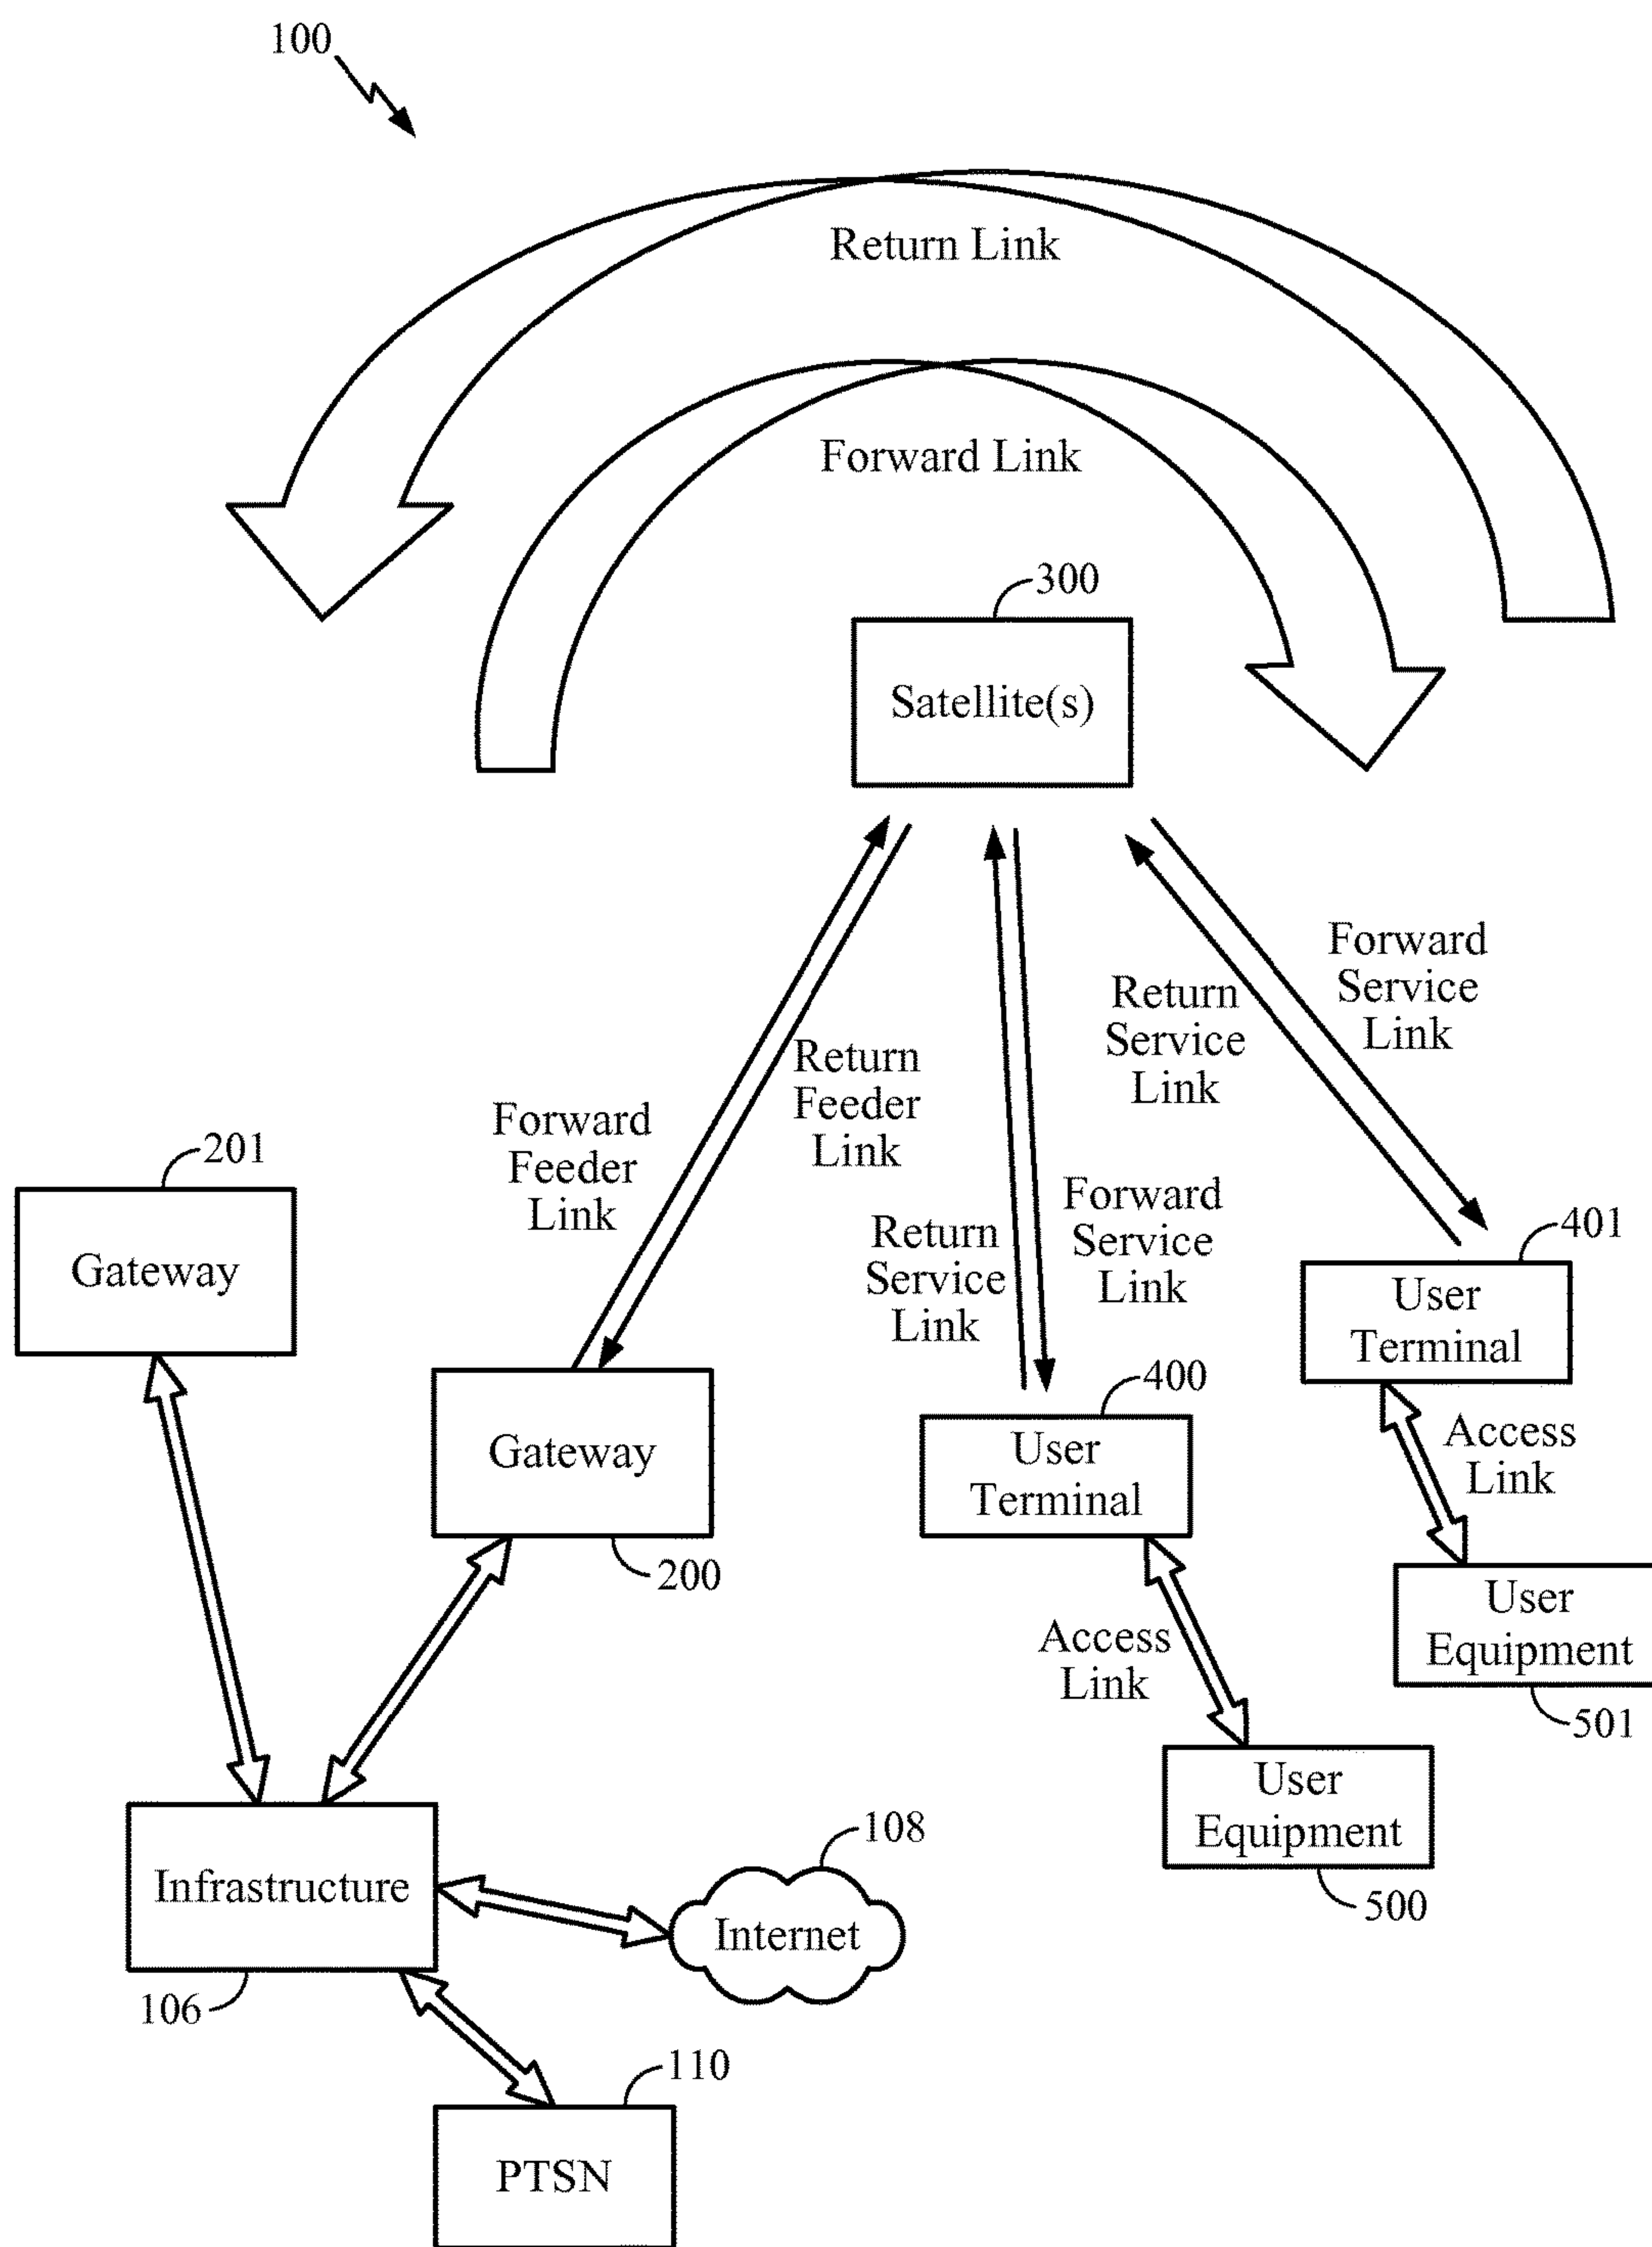 100
Return Link
Forward Link
300
Satellite(s)
Forward
Service
Link
Return
Service
Link
Return
Feeder
Link
Forward
Feeder
Link
201
Gateway
Forward
Service
Link
Return
Service
Link
401
User
Terminal
400
User
Terminal
Gateway
200
Access
Link
User
Equipment
501
Access
Link
User
Equipment
500
108
Infrastructure
Internet
106
110
PTSN